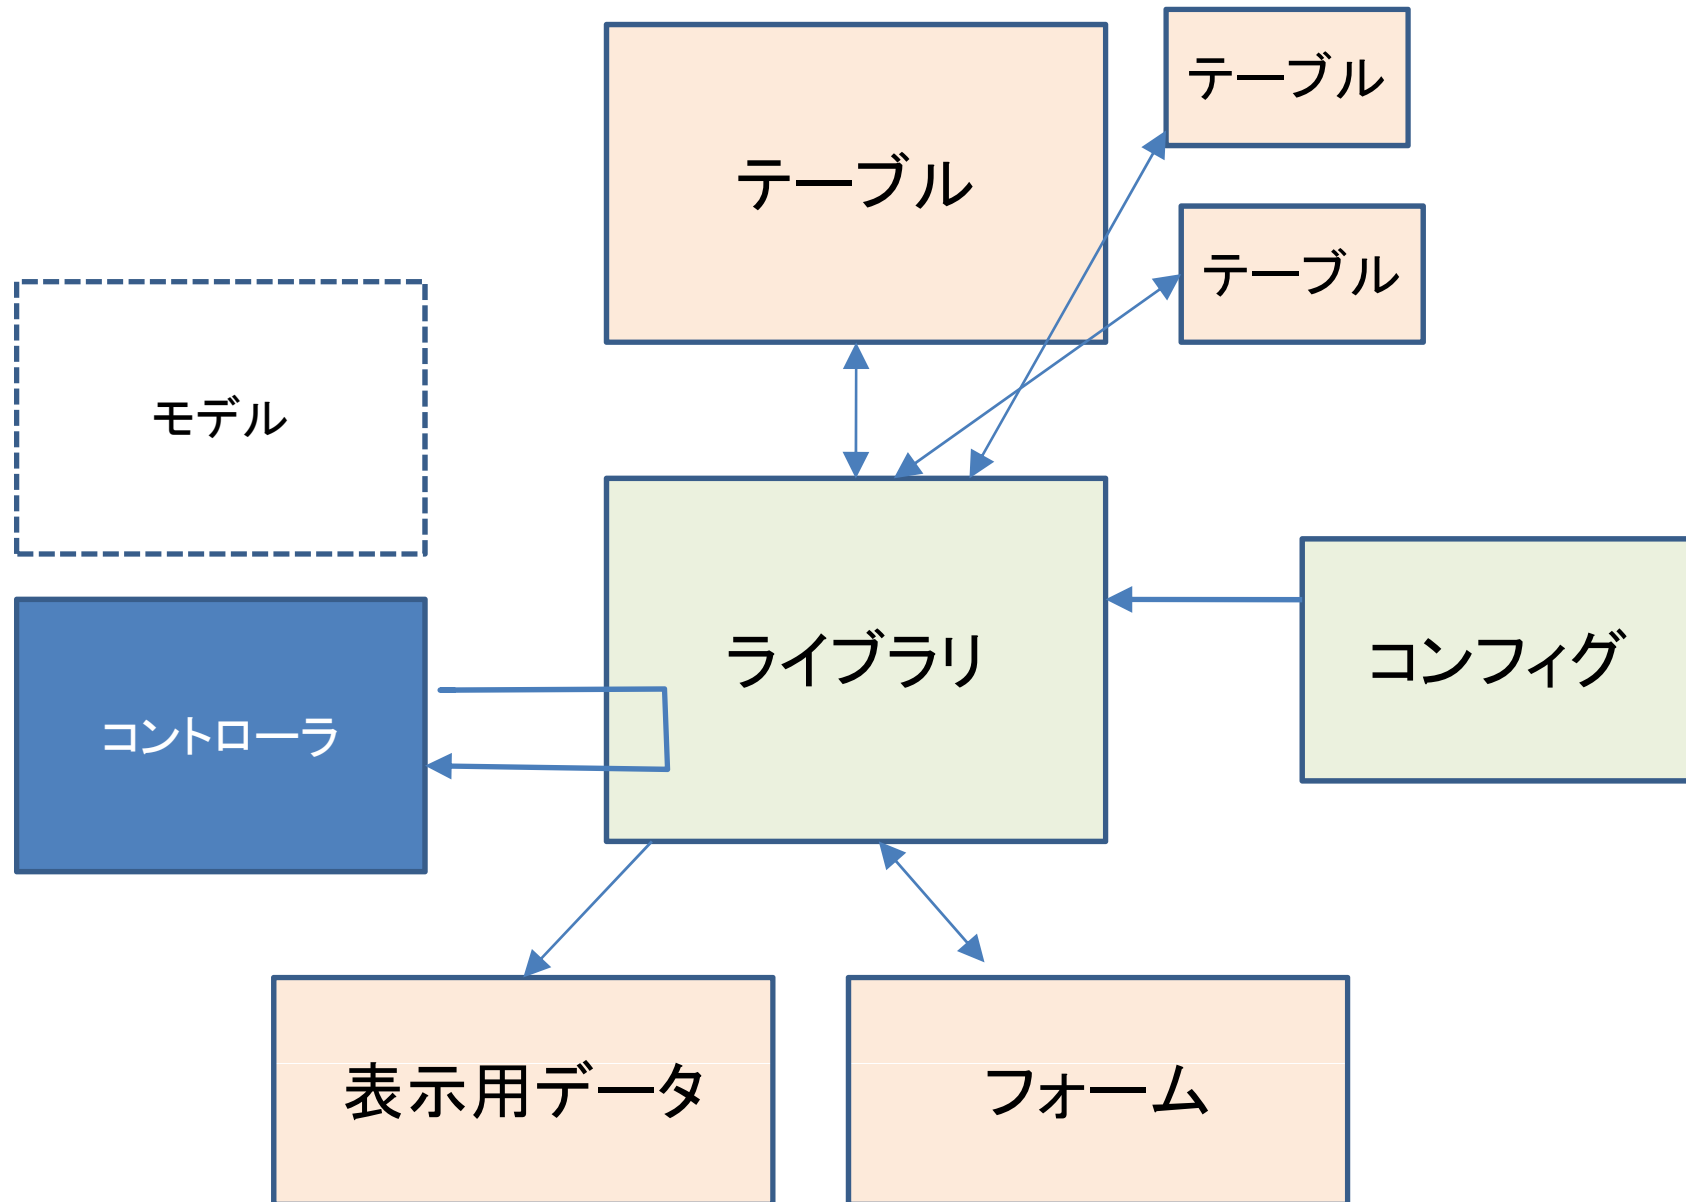 テーブル
テーブル
テーブル
モデル
ライブラリ
コンフィグ
コントローラ
表示用データ
フォーム